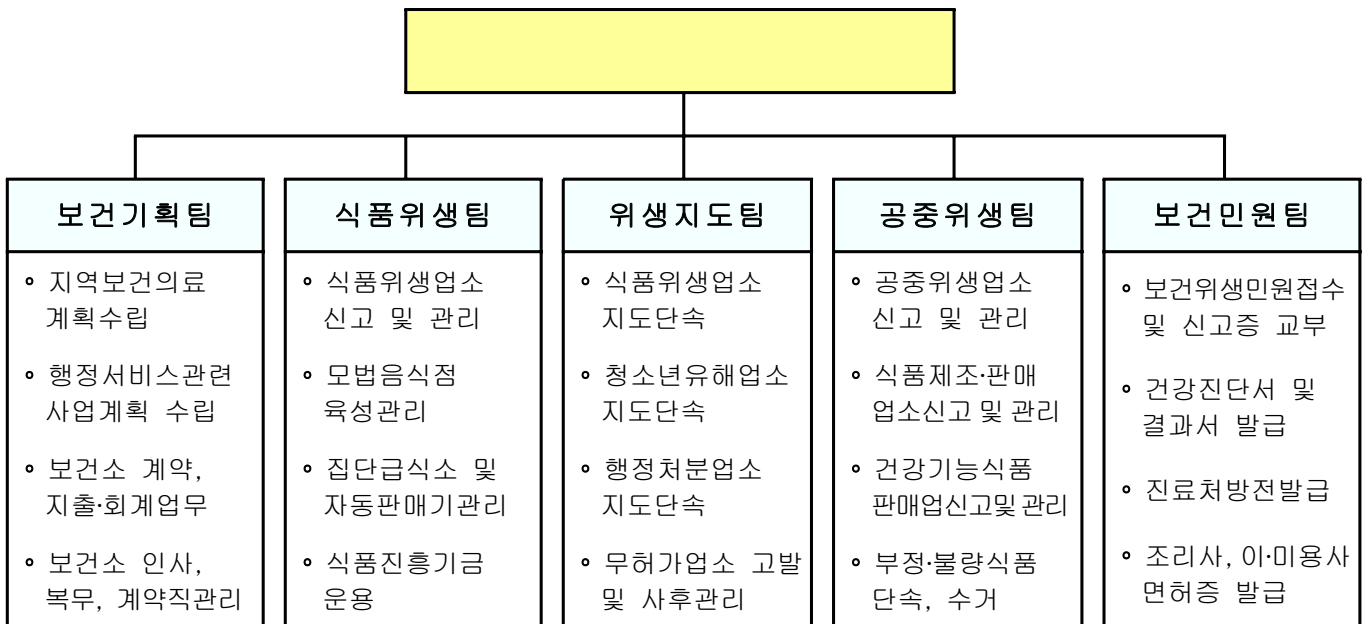 보건기획팀
◦ 지역보건의료
계획수립
◦ 행정서비스관련
사업계획 수립
◦ 보건소 계약,
지출·회계업무
◦ 보건소 인사,
복무, 계약직관리
식품위생팀
◦ 식품위생업소
신고 및 관리
◦ 모법음식점
육성관리
◦ 집단급식소 및
자동판매기관리
◦ 식품진흥기금
운용
위생지도팀
◦ 식품위생업소
지도단속
◦ 청소년유해업소
지도단속
◦ 행정처분업소
지도단속
◦ 무허가업소 고발
및 사후관리
공중위생팀
◦ 공중위생업소
신고 및 관리
◦ 식품제조·판매
업소신고 및 관리
◦ 건강기능식품
판매업신고및 관리
◦ 부정·불량식품
단속, 수거
보건민원팀
◦ 보건위생민원접수
및 신고증 교부
◦ 건강진단서 및
결과서 발급
◦ 진료처방전발급
◦ 조리사, 이·미용사
면허증 발급